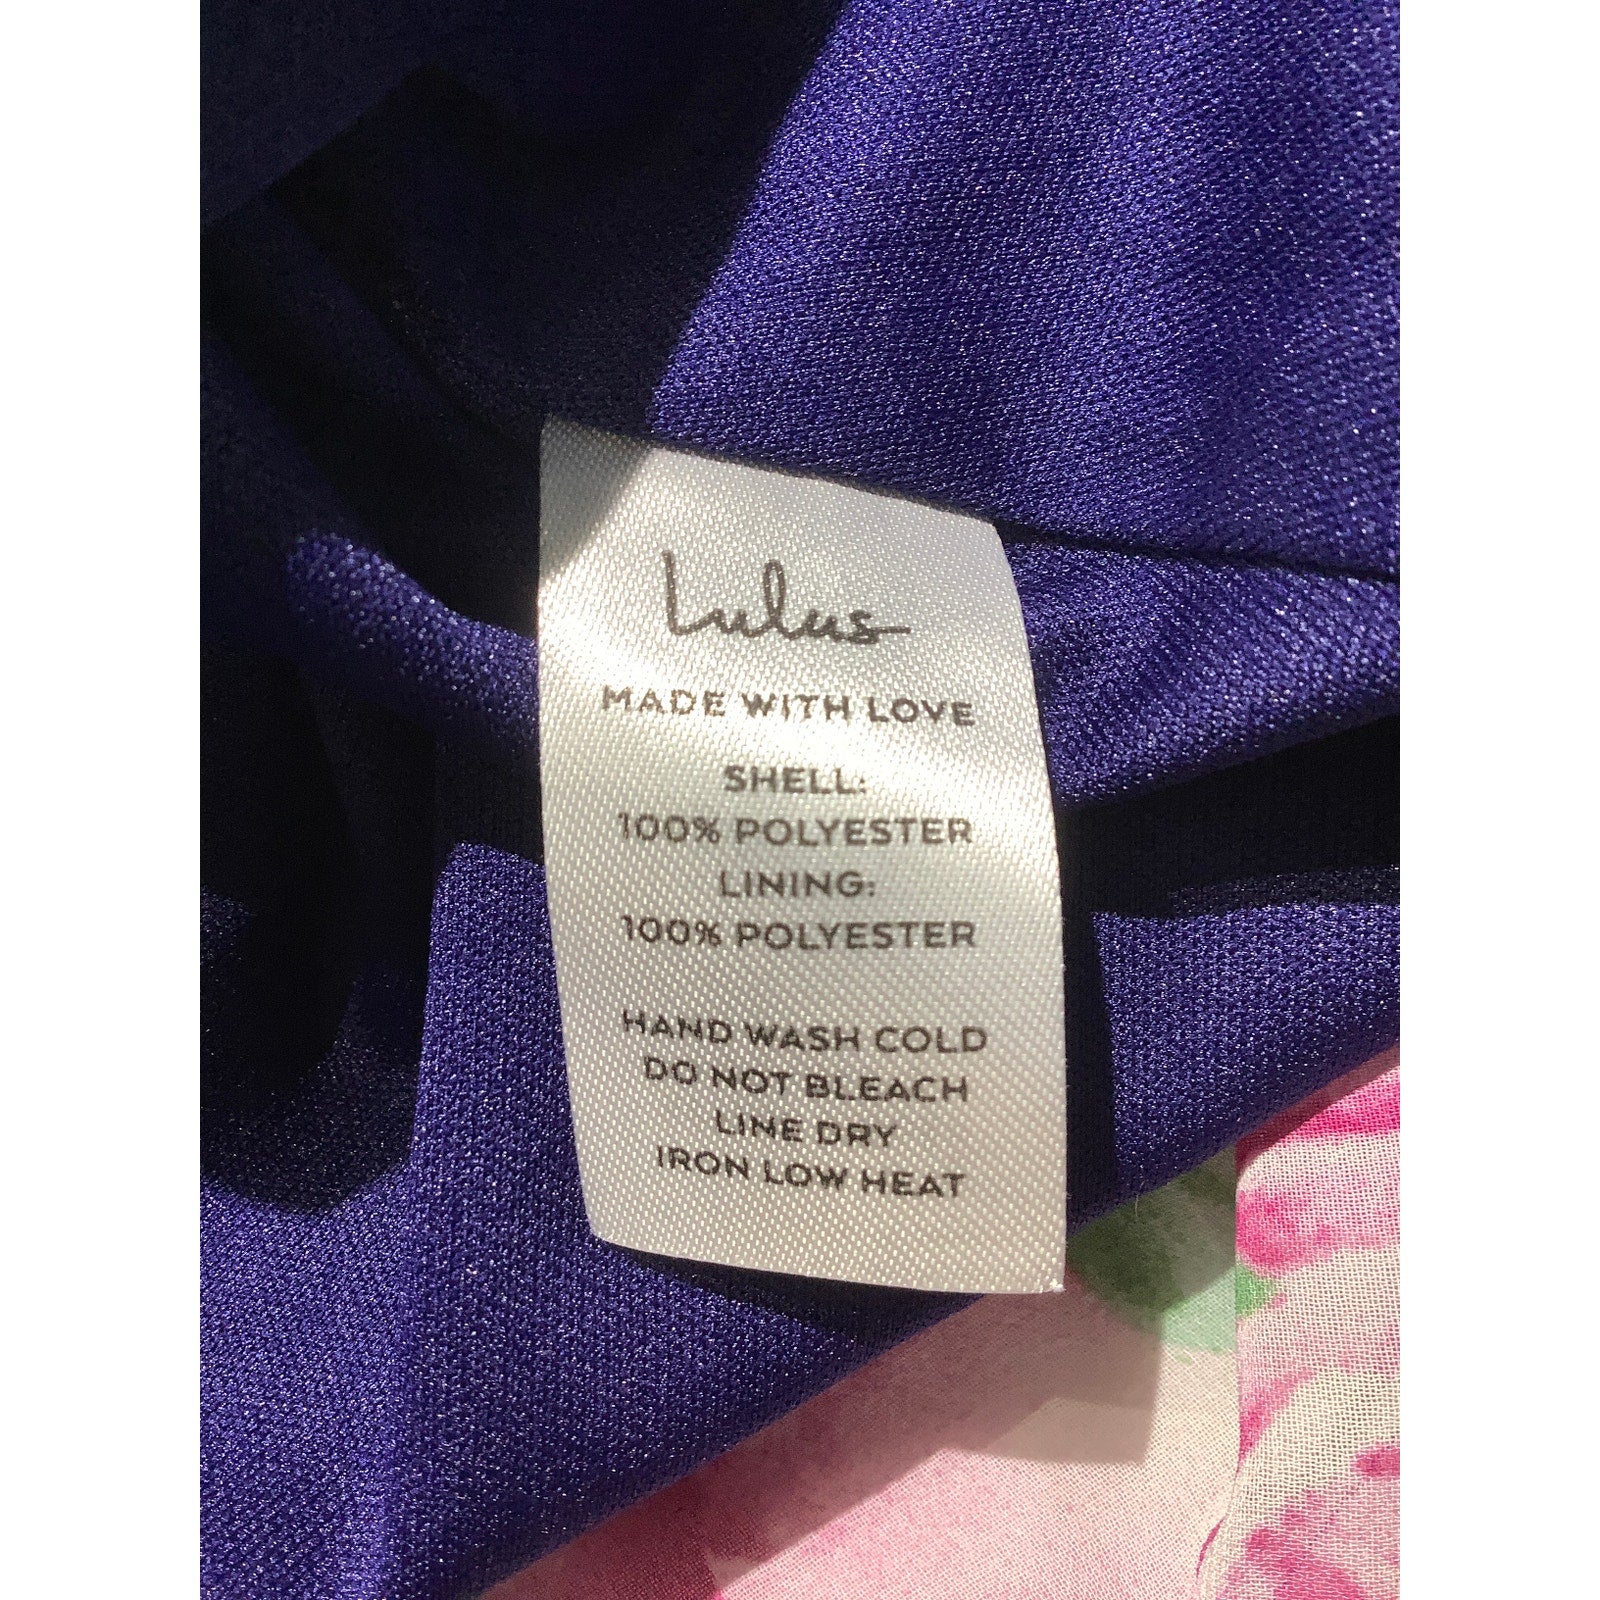 Lulus
MADE WITH LOVE
SHELL:
100% POLYESTER
LINING:
100% POLYESTER
HAND WASH COLD
DO NOT BLEACH
LINE DRY
IRON LOW HEAT